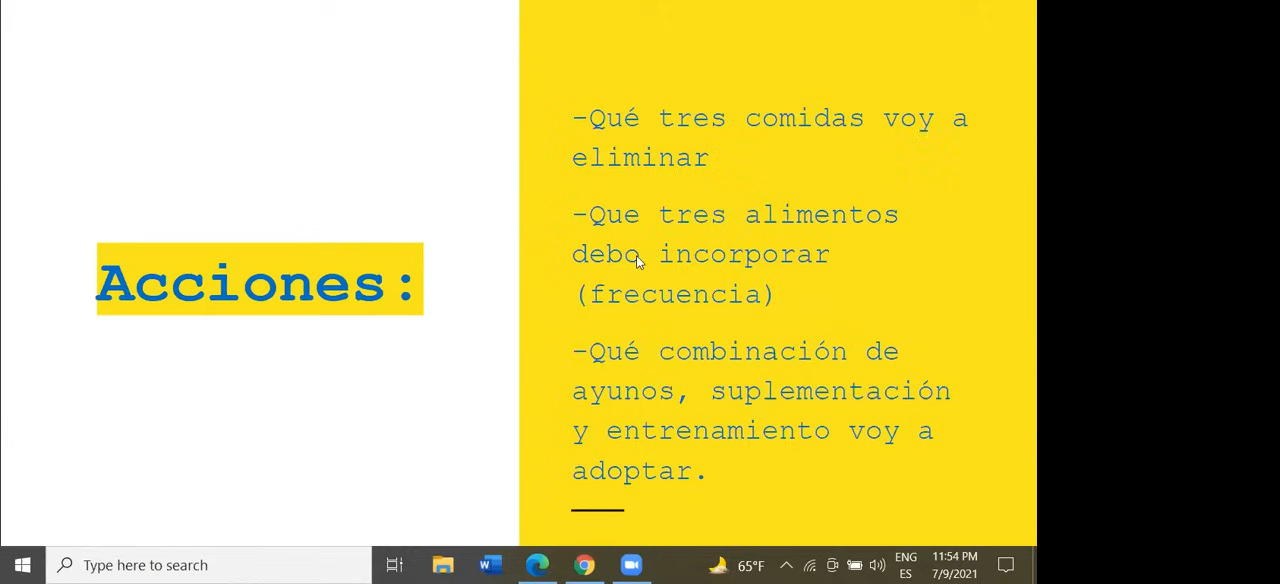 Acciones:
-Qué tres comidas voy a
eliminar
-Que tres alimentos
debo incorporar
(frecuencia)
-Qué combinación de
ayunos, suplementación
y entrenamiento voy a
adoptar.
Type here to search
65°F
ENG
ES
11:54 PM
7/9/2021